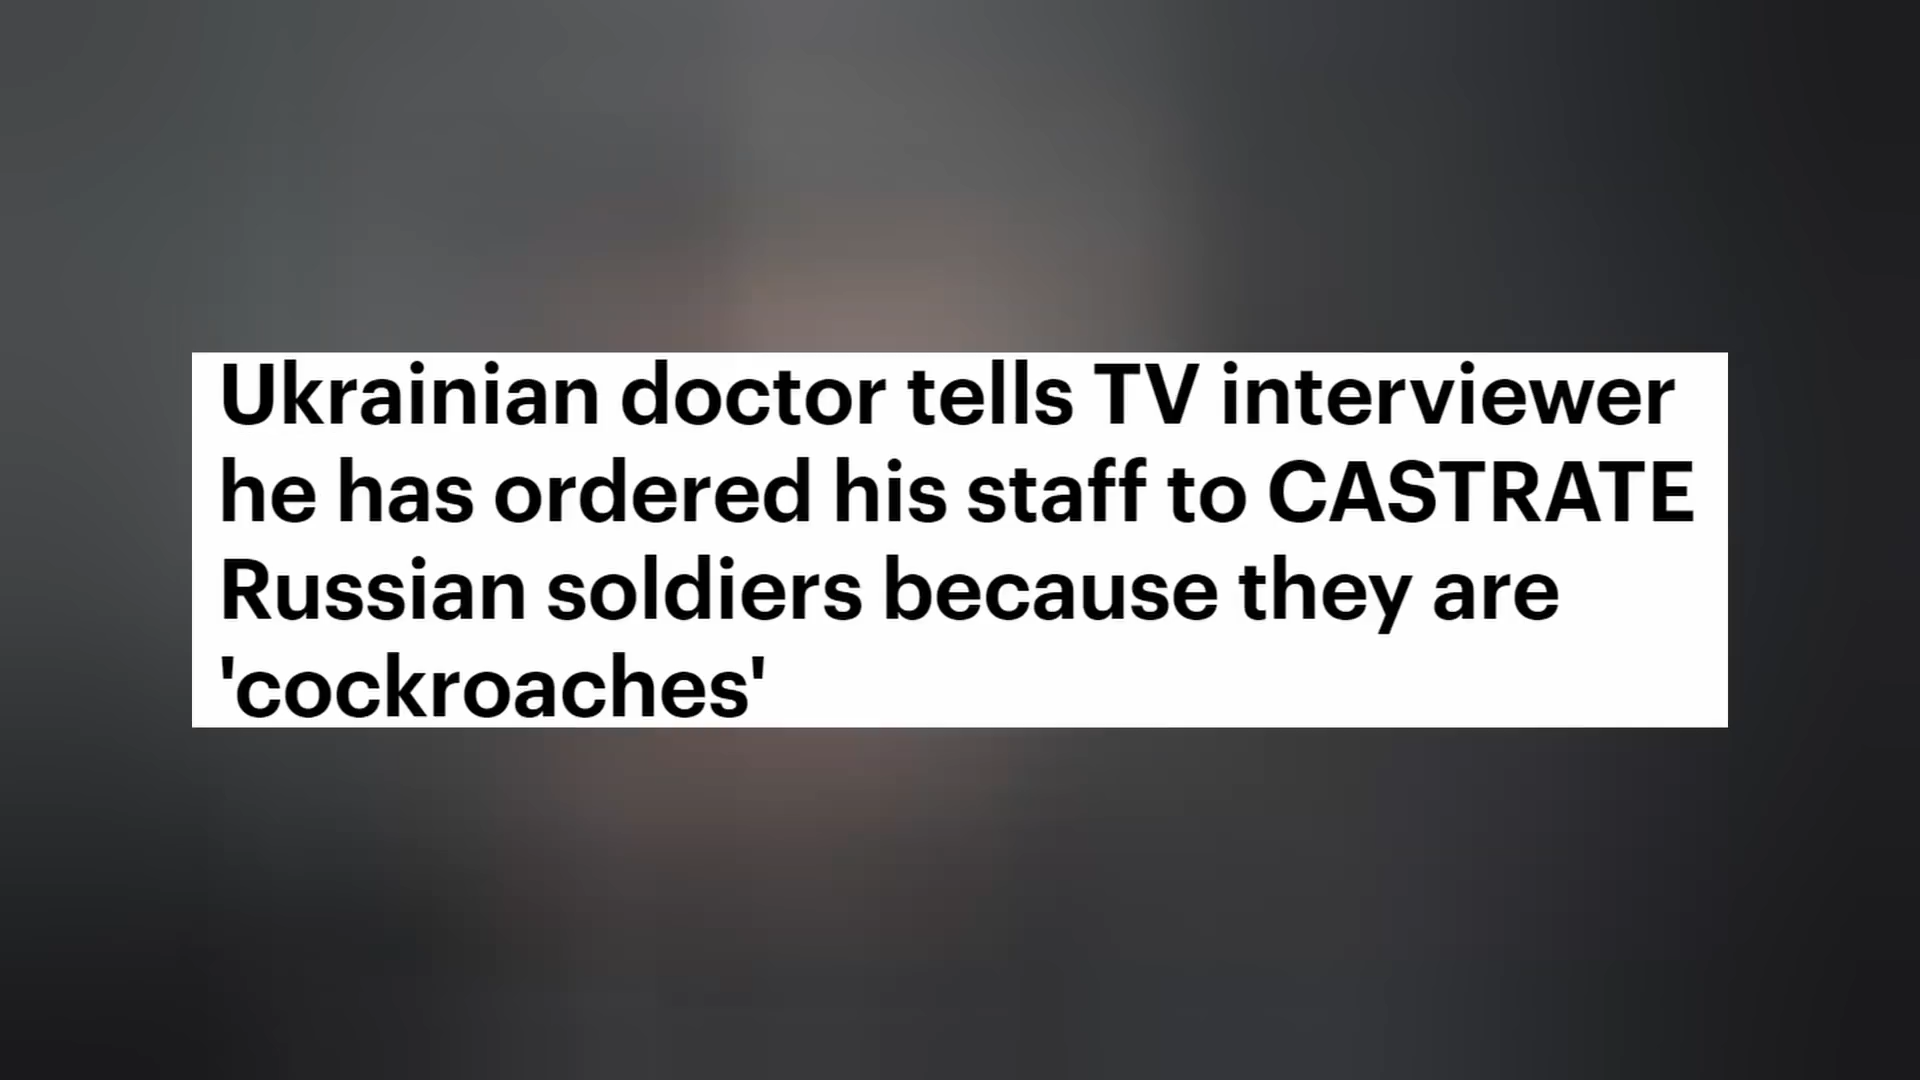 Ukrainian doctor tells TV interviewer
he has ordered his staff to CASTRATE
Russian soldiers because they are
'cockroaches'